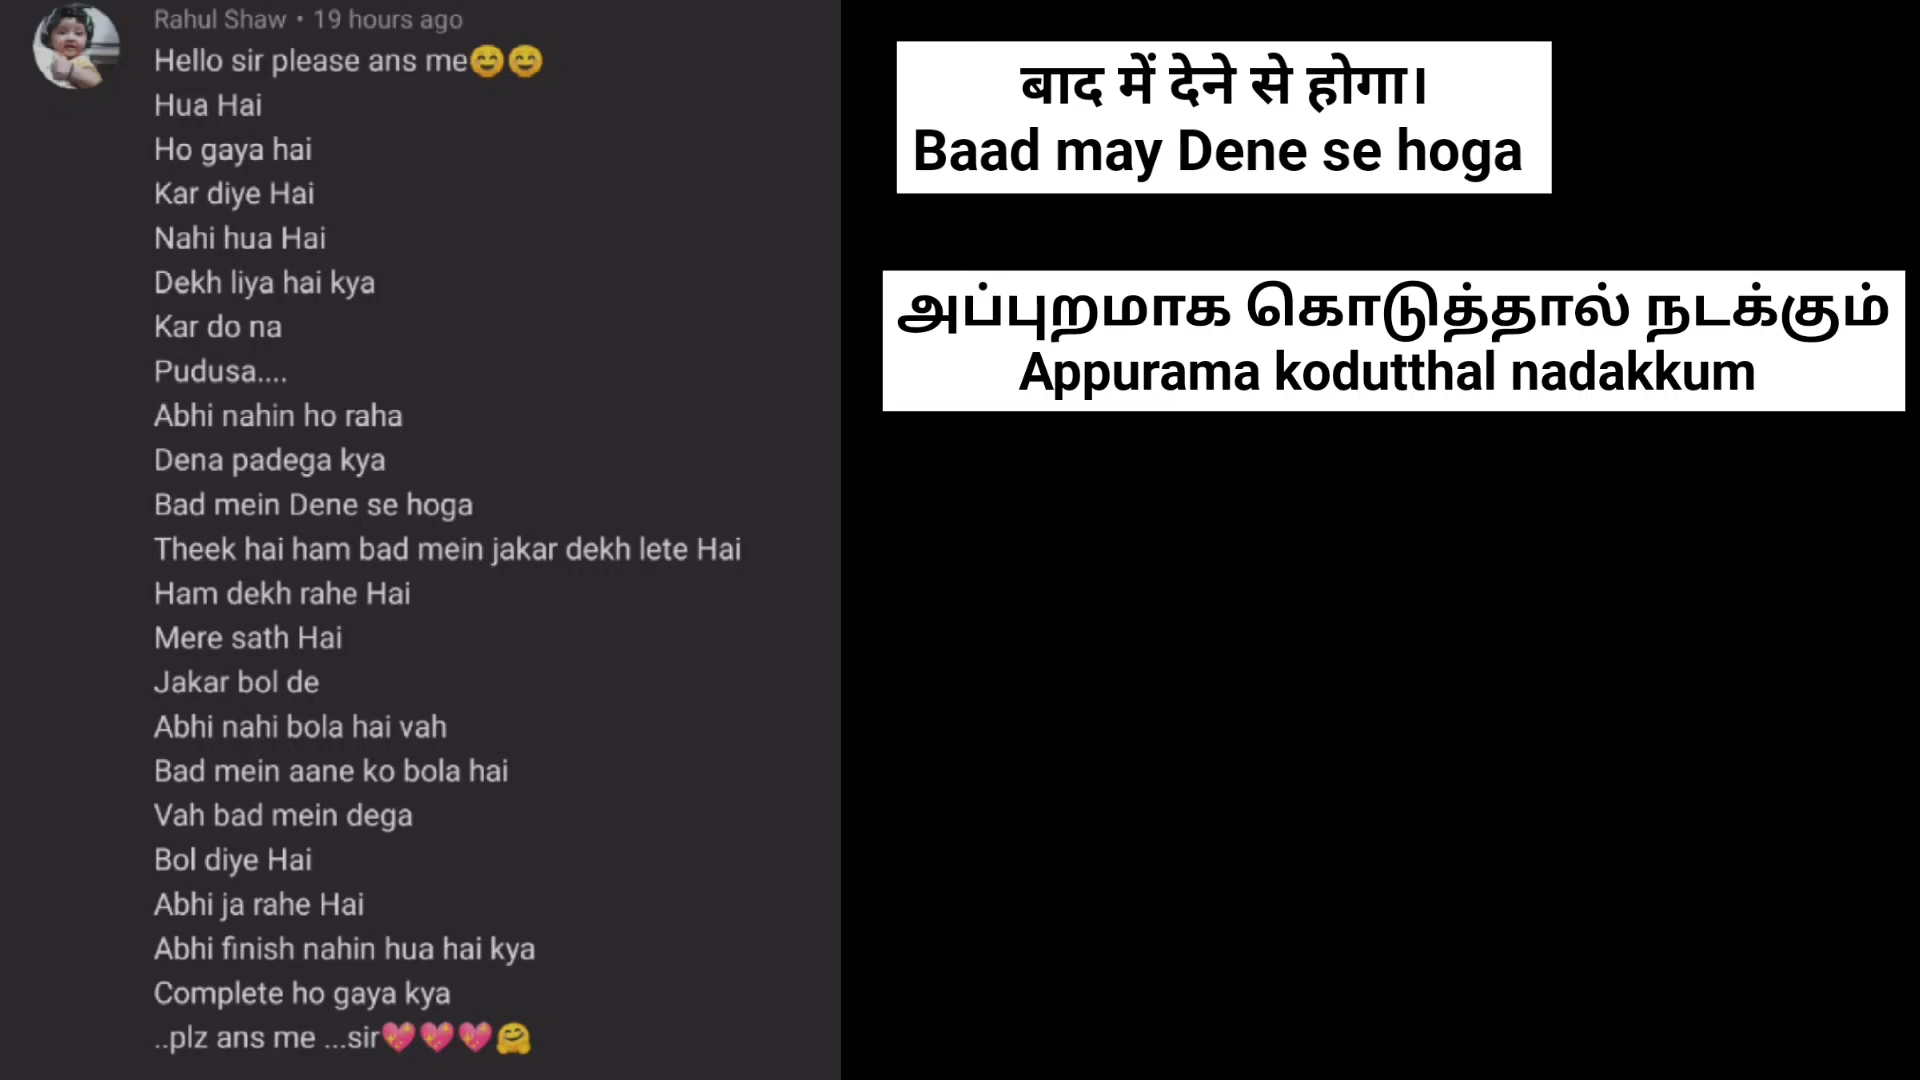 Rahul Shaw • 19 hours ago
Hello sir please ans me😊😊
Hua Hai
Ho gaya hai
Kar diye Hai
Nahi hua Hai
Dekh liya hai kya
Kar do na
Pudusa....
Abhi nahin ho raha
Dena padega kya
Bad mein Dene se hoga
Theek hai ham bad mein jakar dekh lete Hai
Ham dekh rahe Hai
Mere sath Hai
Jakar bol de
Abhi nahi bola hai vah
Bad mein aane ko bola hai
Vah bad mein dega
Bol diye Hai
Abhi ja rahe Hai
Abhi finish nahin hua hai kya
Complete ho gaya kya
..plz ans me ...sir💖💖💖🤗
बाद में देने से होगा।
Baad may Dene se hoga
அப்புறமாக கொடுத்தால் நடக்கும்
Appurama kodutthal nadakkum